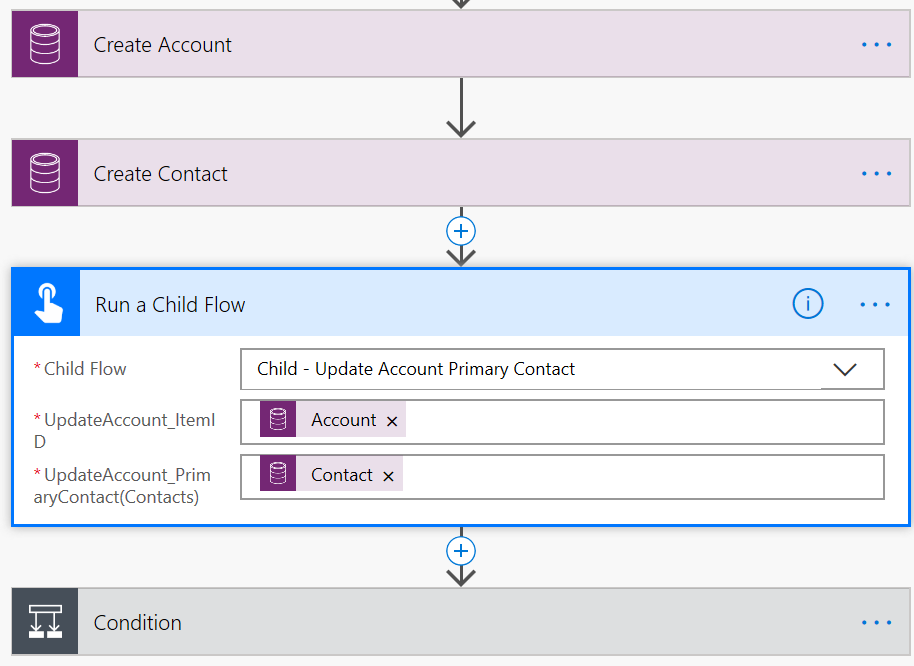 Create Account
Create Contact
Run a Child Flow
* Child Flow
Child - Update Account Primary Contact
* UpdateAccount_ItemI
D
Account
* UpdateAccount_Prim
aryContact(Contacts)
Contact
Condition